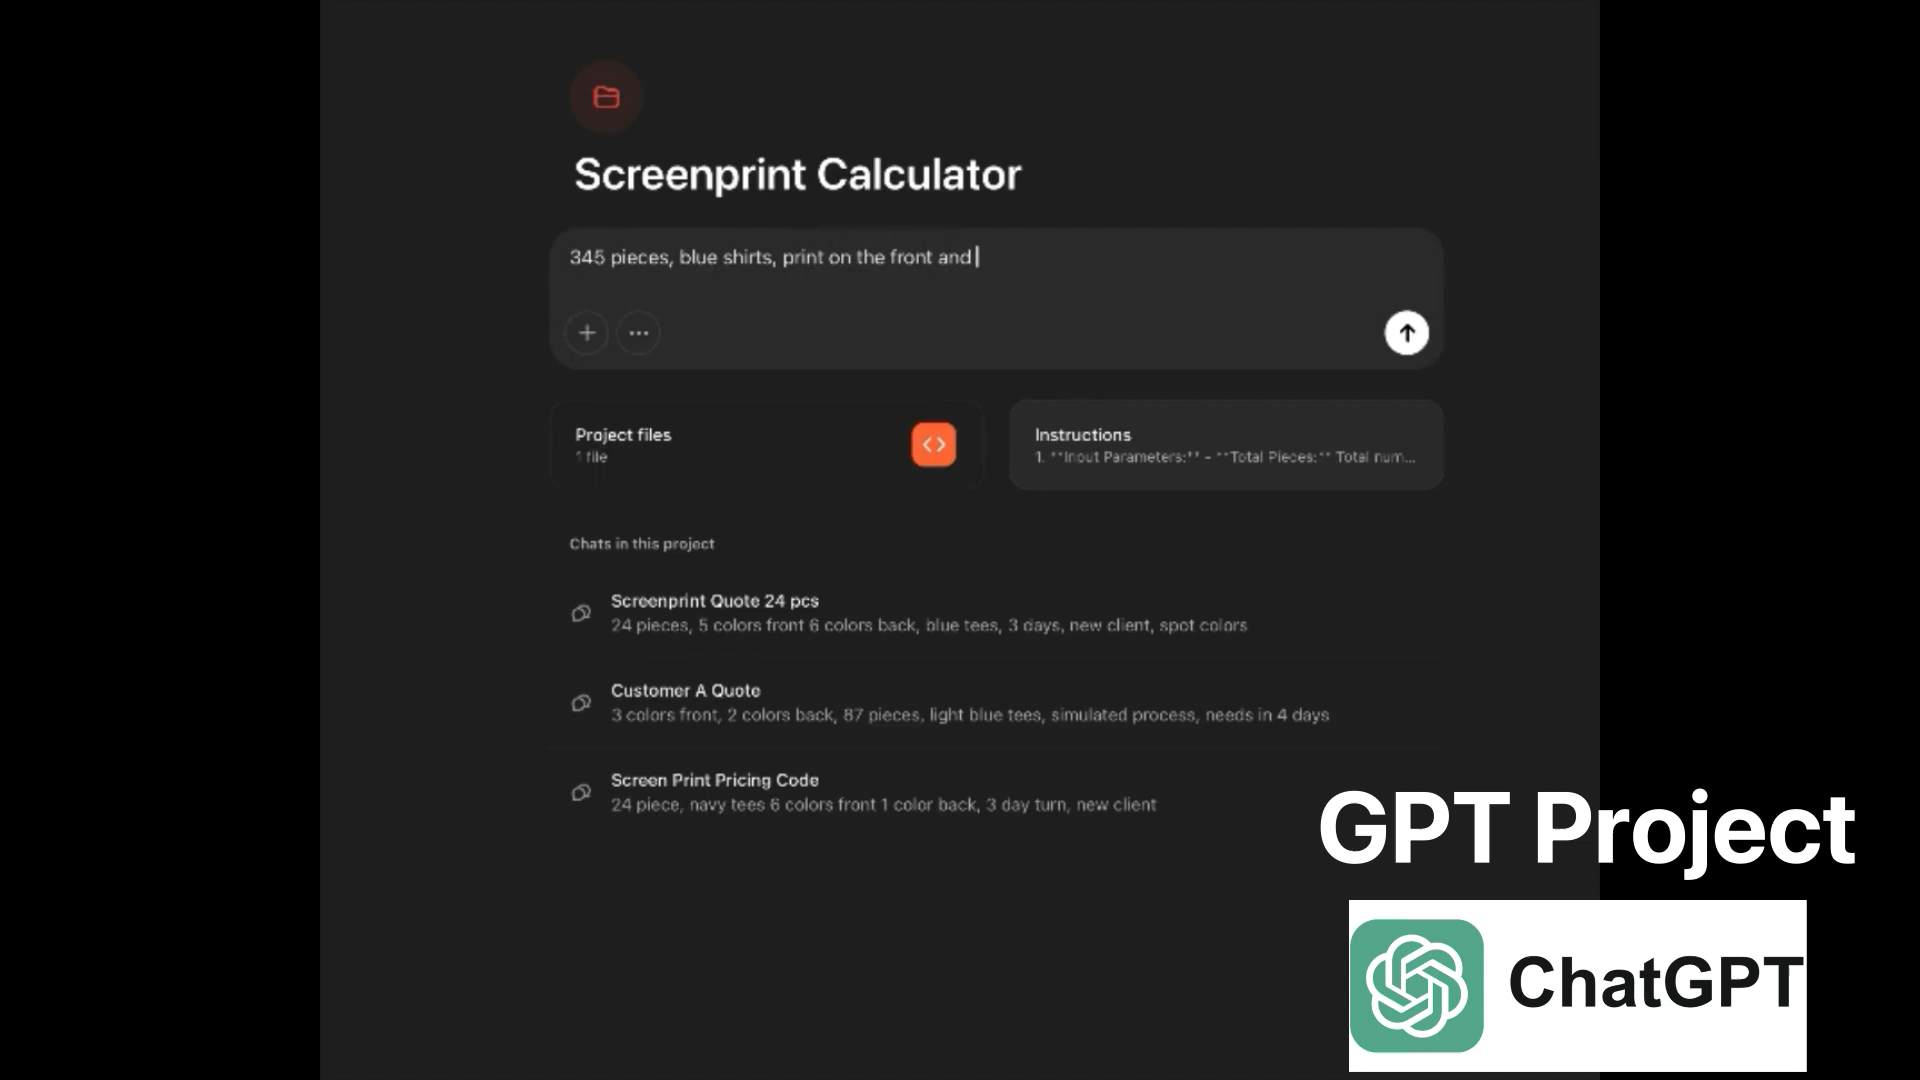 Screenprint Calculator
345 pieces, blue shirts, print on the front and
Project files
1 file
Instructions
1. **Input Parameters:** - **Total Pieces:** Total num...
Chats in this project
Screenprint Quote 24 pcs
24 pieces, 5 colors front 6 colors back, blue tees, 3 days, new client, spot colors
Customer A Quote
3 colors front, 2 colors back, 87 pieces, light blue tees, simulated process, needs in 4 days
Screen Print Pricing Code
24 piece, navy tees 6 colors front 1 color back, 3 day turn, new client
GPT Project
ChatGPT